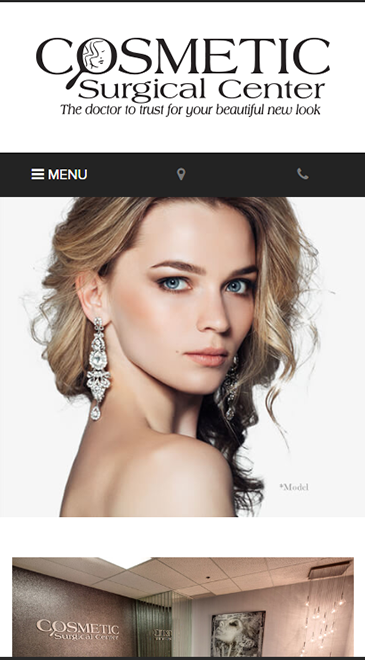 COSMETIC
Surgical Center
The doctor to trust for your beautiful new look
MENU
*Model
COSMETIC
Surgical Center